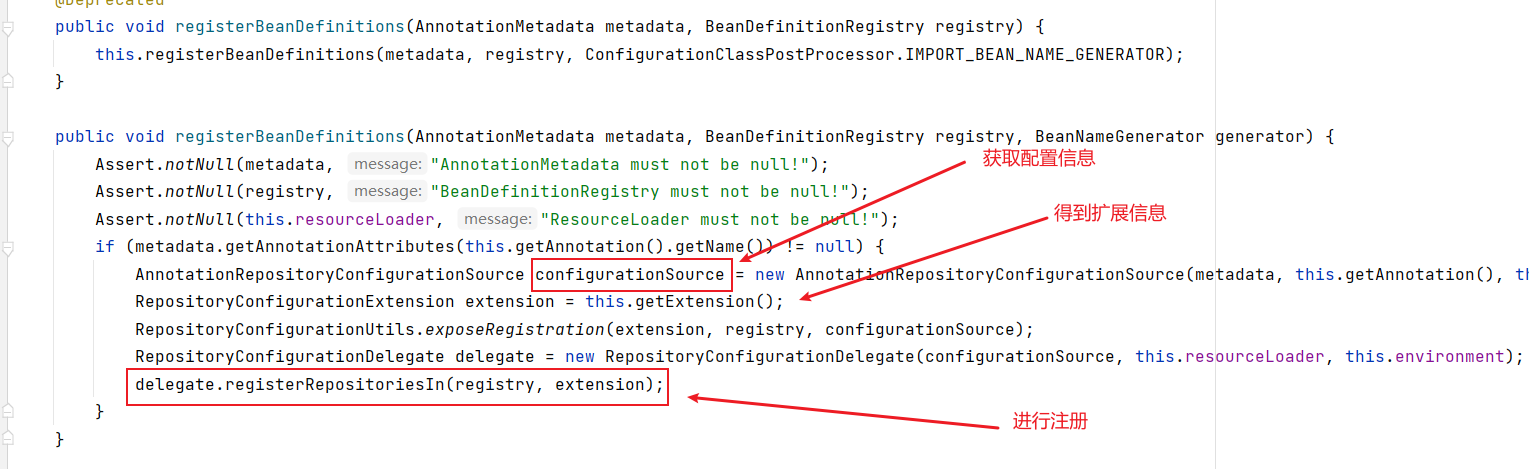 @Deprecated
public void registerBeanDefinitions(AnnotationMetadata metadata, BeanDefinitionRegistry registry) {
this.registerBeanDefinitions(metadata, registry, ConfigurationClassPostProcessor.IMPORT_BEAN_NAME_GENERATOR);
}
public void registerBeanDefinitions(AnnotationMetadata metadata, BeanDefinitionRegistry registry, BeanNameGenerator generator) {
Assert.notNull(metadata, message: "AnnotationMetadata must not be null!");
获取配置信息
Assert.notNull(registry, message: "BeanDefinitionRegistry must not be null!");
Assert.notNull(this.resourceLoader, message: "ResourceLoader must not be null!");
得到扩展信息
if (metadata.getAnnotationAttributes(this.getAnnotation().getName()) != null) {
AnnotationRepositoryConfigurationSource configurationSource = new AnnotationRepositoryConfigurationSource(metadata, this.getAnnotation(), th
RepositoryConfigurationExtension extension = this.getExtension();
RepositoryConfigurationUtils.exposeRegistration(extension, registry, configurationSource);
RepositoryConfigurationDelegate delegate = new RepositoryConfigurationDelegate(configurationSource, this.resourceLoader, this.environment);
delegate.registerRepositoriesIn(registry, extension);
}
进行注册
}